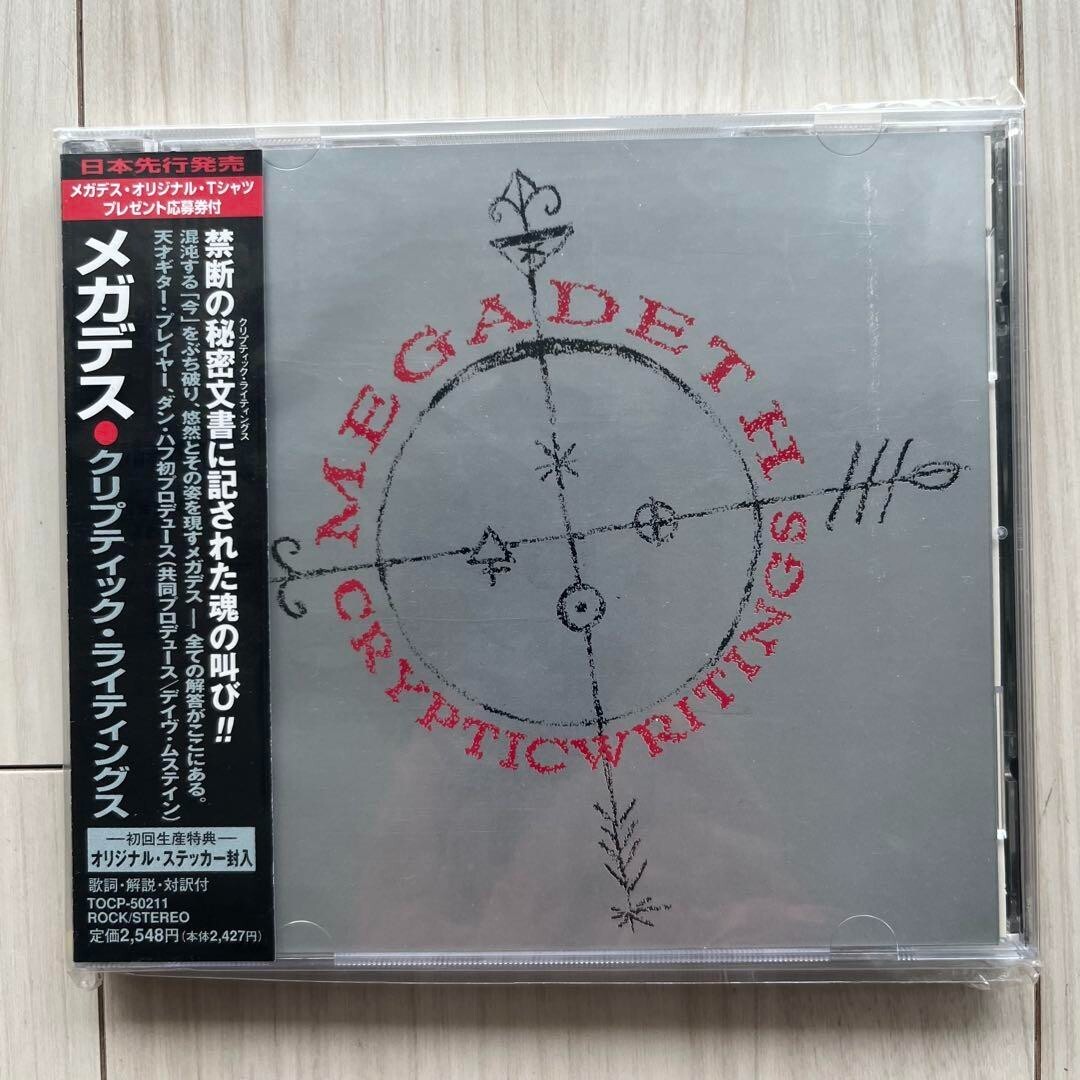 日本先行発売
メガデス・オリジナル・Tシャツ
プレゼント応募券付
禁断の秘密文書に記された魂の叫び!!
クリプティック・ライティングス
混沌する「今」をぶち破り、悠然とその姿を現すメガデス—全ての解答がここにある。
天才ギター・プレイヤー、ダン・ハフ初プロデュース(共同プロデュース/デイヴ・ムステイン)
メガデス●クリプティック・ライティングス
—初回生産特典—
オリジナル・ステッカー封入
歌詞・解説・対訳付
TOCP-50211
ROCK/STEREO
定価2,548円(本体2,427円)
MEGADETH
CRYPTICWRITINGS